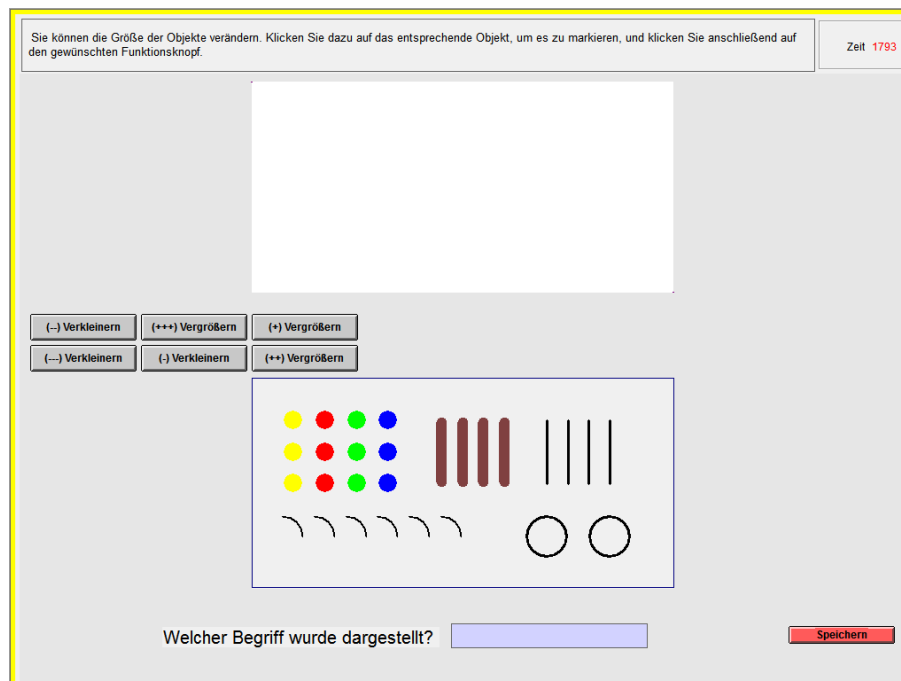 Sie können die Größe der Objekte verändern. Klicken Sie dazu auf das entsprechende Objekt, um es zu markieren, und klicken Sie anschließend auf
den gewünschten Funktionsknopf.
Zeit 1793
(--) Verkleinern (+++) Vergrößern (+) Vergrößern
(---) Verkleinern (-) Verkleinern (++) Vergrößern
Welcher Begriff wurde dargestellt?
Speichern